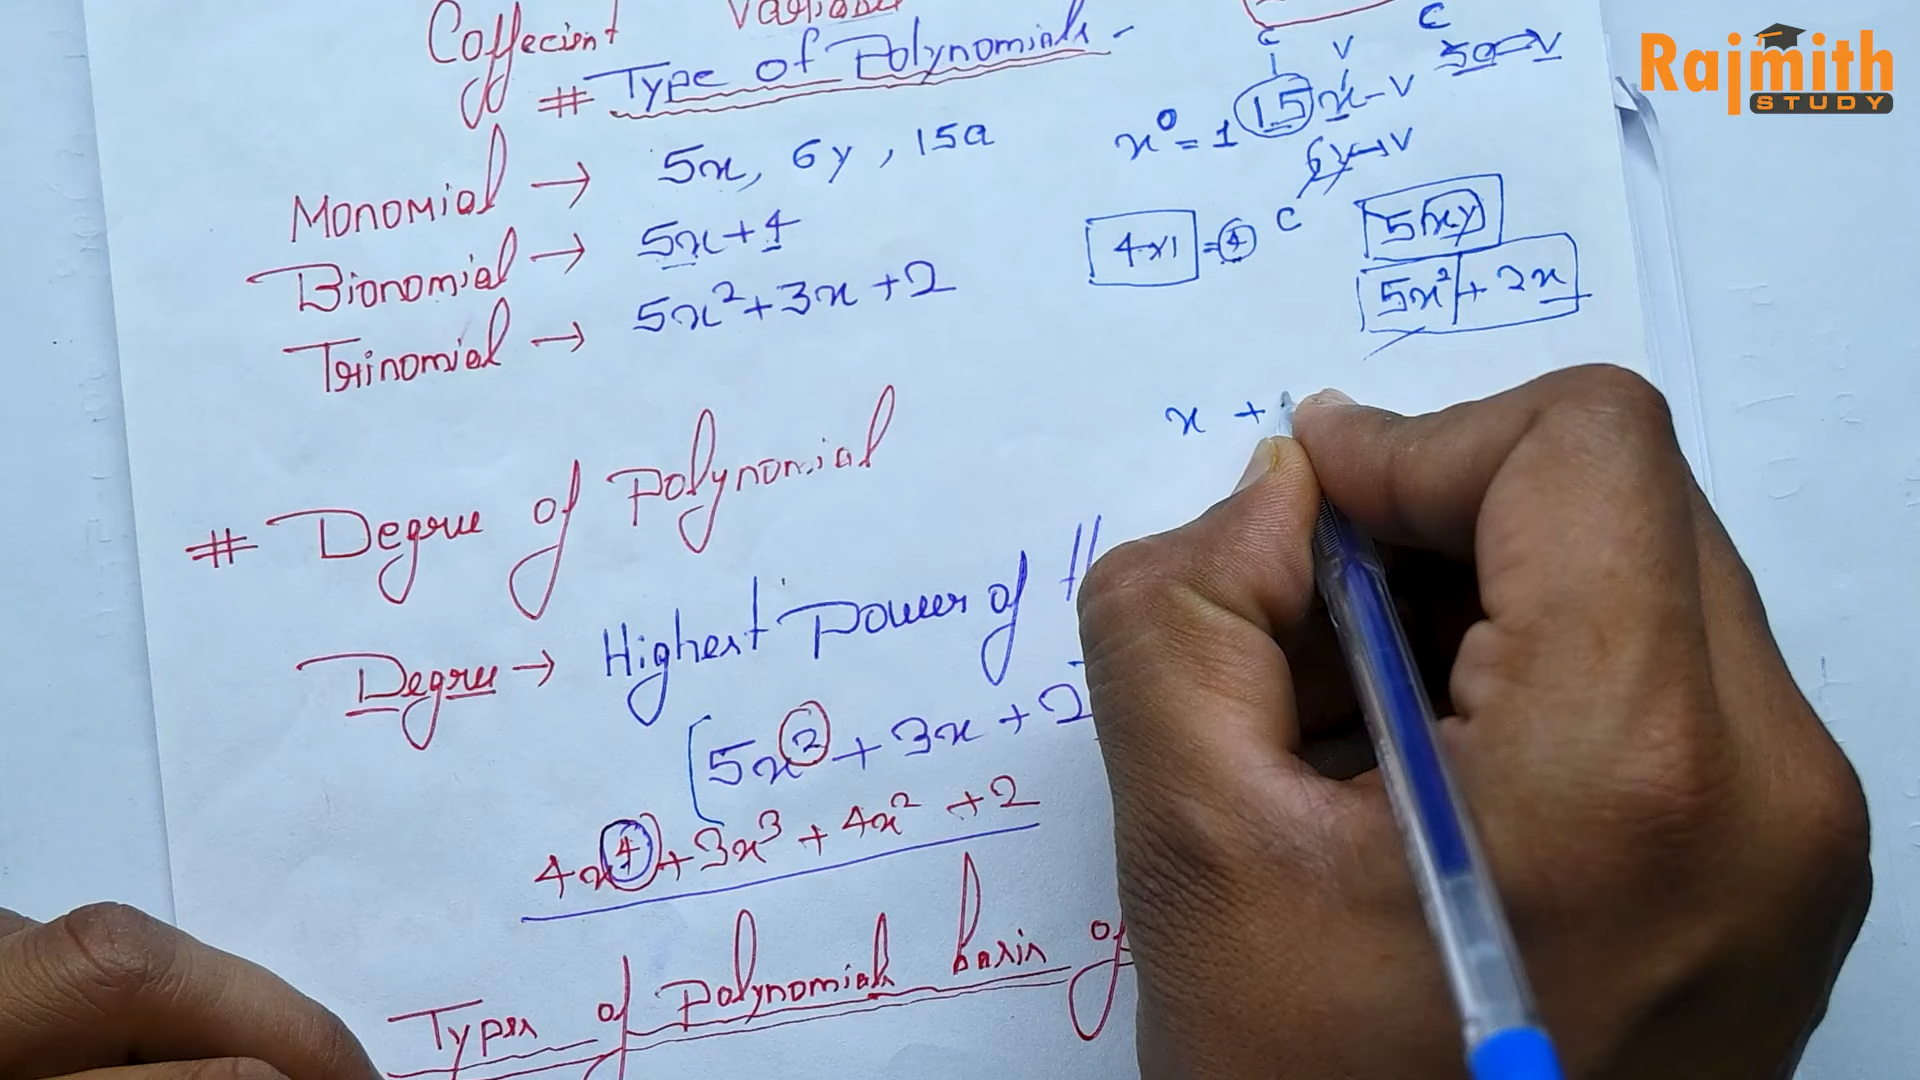 Coffecient Variable
# Type of Polynomials -
Monomial → 5x, 6y, 15a
Bionomial → 5x+4
Trinomial → 5x²+3x+2
C
C V 5a V
x⁰ = 1 15 x-V
6y→V
C
4×1 = 4
5xy
5x² + 2x
x +
# Degree of Polynomial
Degree → Highest Power of
5x² + 3x + 2
4x⁴ + 3x³ + 4x² + 2
Types of Polynomials basis of
Rajmith
STUDY